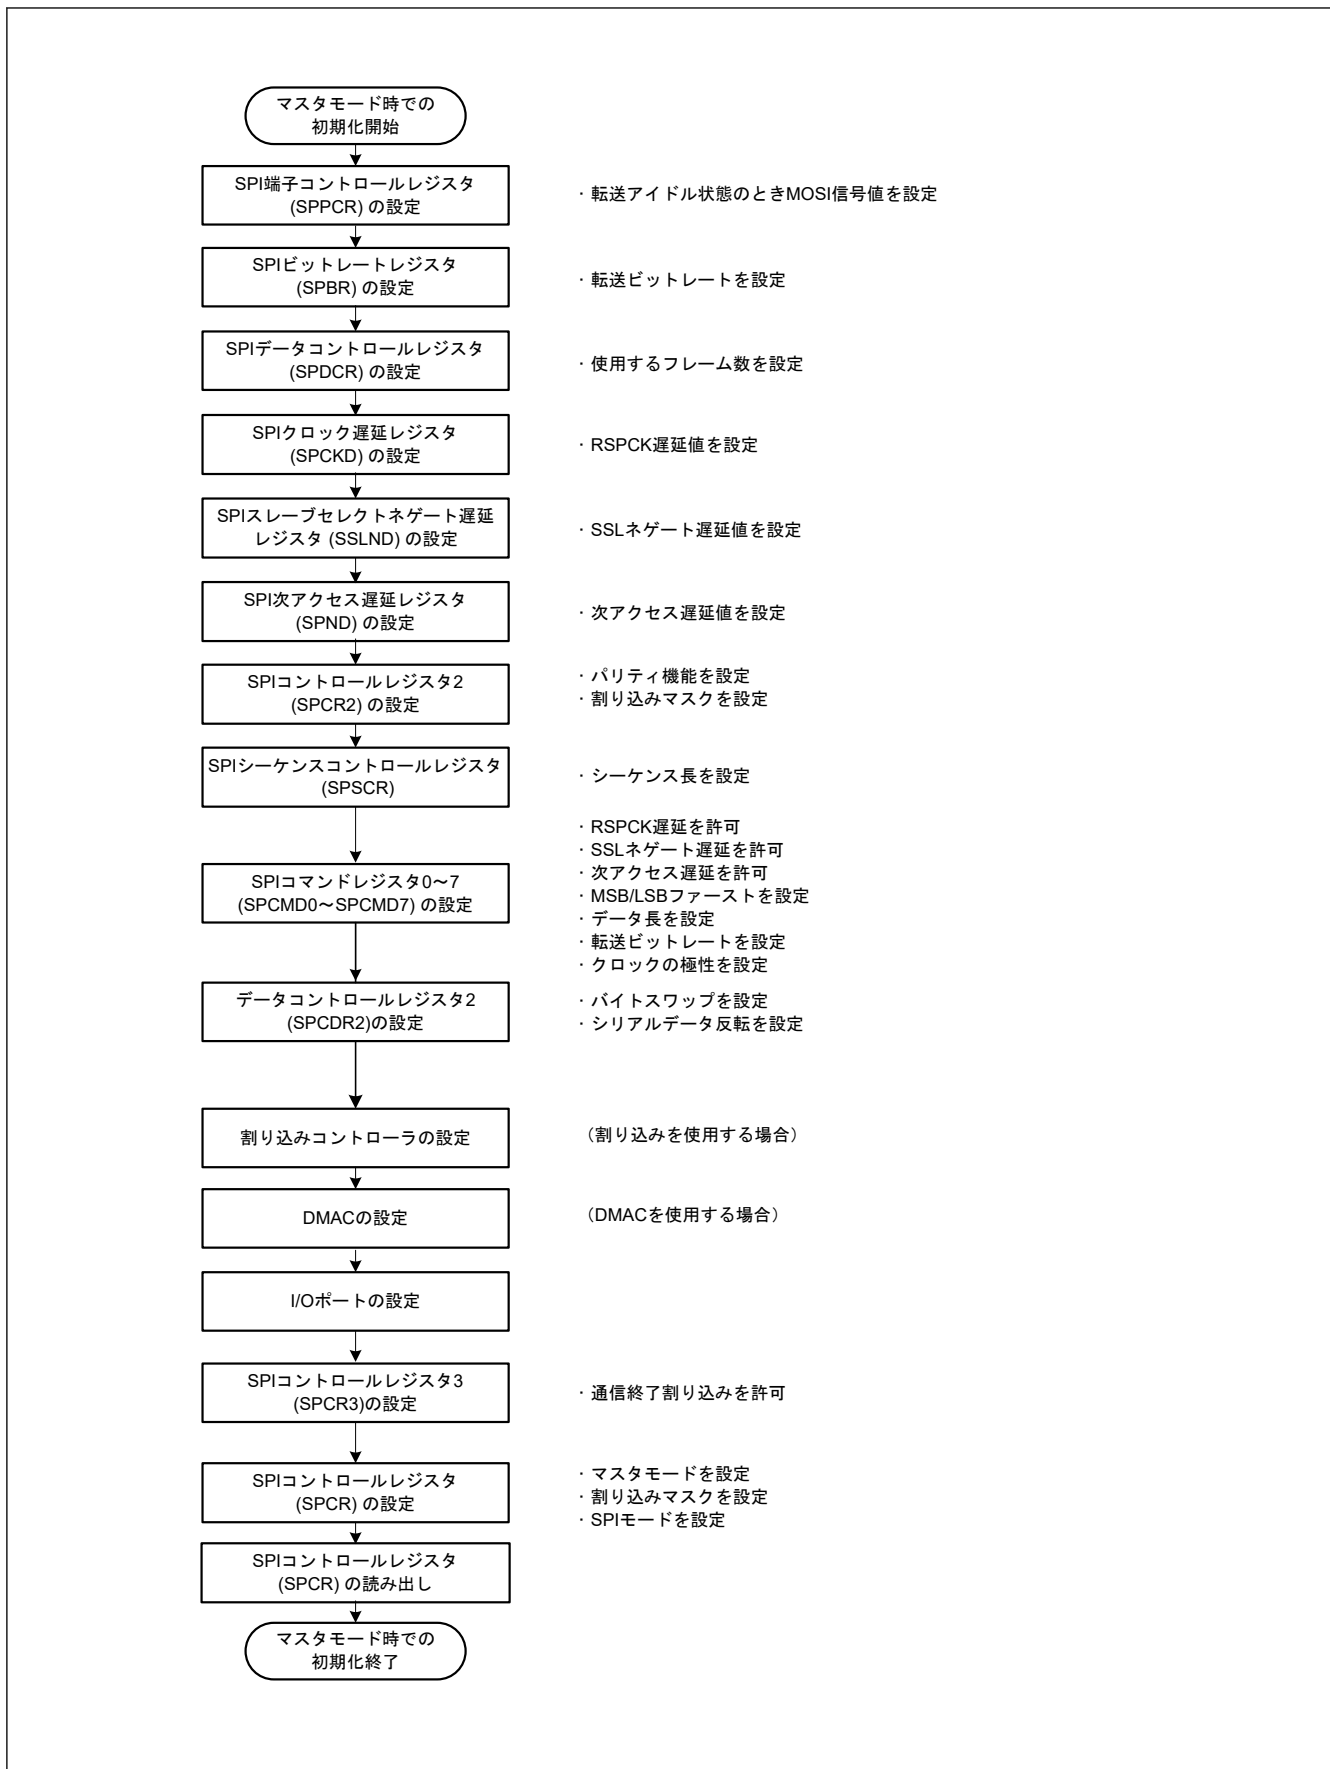 マスタモード時での
初期化開始
SPI端子コントロールレジスタ
(SPPCR) の設定
・転送アイドル状態のときMOSI信号値を設定
SPIビットレートレジスタ
(SPBR) の設定
・転送ビットレートを設定
SPIデータコントロールレジスタ
(SPDCR) の設定
・使用するフレーム数を設定
SPIクロック遅延レジスタ
(SPCKD) の設定
・RSPCK遅延値を設定
SPIスレーブセレクトネゲート遅延
レジスタ (SSLND) の設定
・SSLネゲート遅延値を設定
SPI次アクセス遅延レジスタ
(SPND) の設定
・次アクセス遅延値を設定
SPIコントロールレジスタ2
(SPCR2) の設定
・パリティ機能を設定
・割り込みマスクを設定
SPIシーケンスコントロールレジスタ
(SPSCR)
・シーケンス長を設定
SPIコマンドレジスタ0～7
(SPCMD0～SPCMD7) の設定
・RSPCK遅延を許可
・SSLネゲート遅延を許可
・次アクセス遅延を許可
・MSB/LSBファーストを設定
・データ長を設定
・転送ビットレートを設定
・クロックの極性を設定
データコントロールレジスタ2
(SPCDR2)の設定
・バイトスワップを設定
・シリアルデータ反転を設定
割り込みコントローラの設定
（割り込みを使用する場合）
DMACの設定
（DMACを使用する場合）
I/Oポートの設定
SPIコントロールレジスタ3
(SPCR3)の設定
・通信終了割り込みを許可
SPIコントロールレジスタ
(SPCR) の設定
・マスタモードを設定
・割り込みマスクを設定
・SPIモードを設定
SPIコントロールレジスタ
(SPCR) の読み出し
マスタモード時での
初期化終了